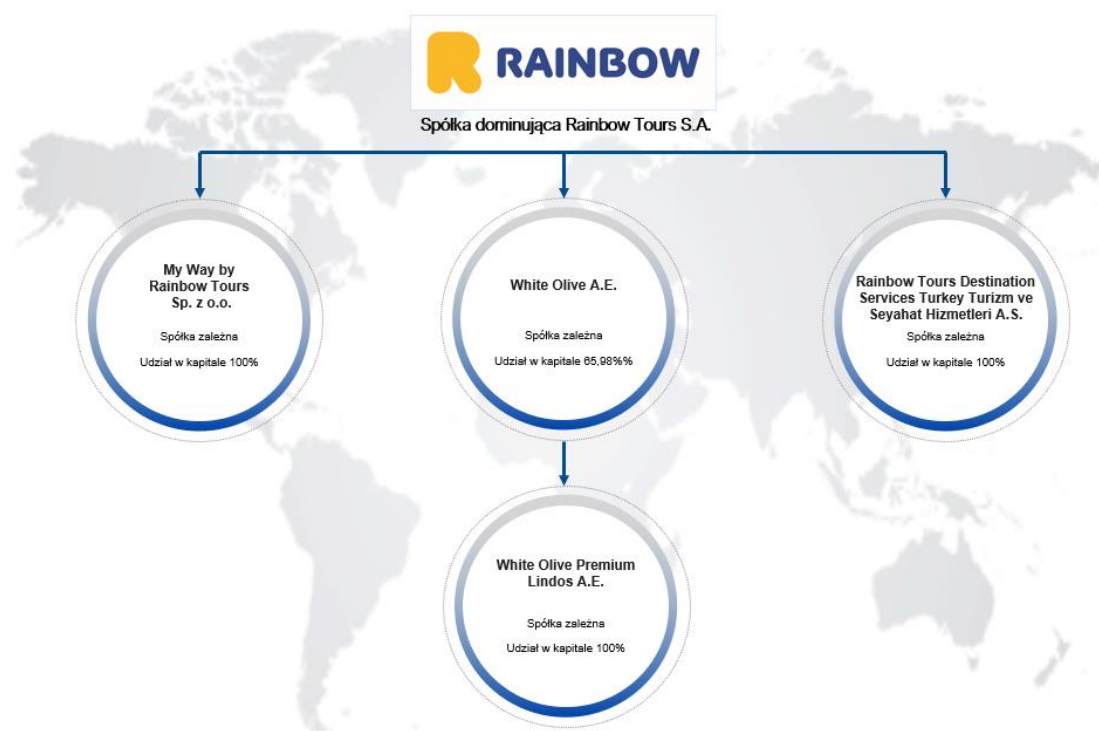 RAINBOW
Spółka dominująca Rainbow Tours S.A.
My Way by
Rainbow Tours
Sp. z o.o.
Spółka zależna
Udział w kapitale 100%
White Olive A.E.
Spółka zależna
Udział w kapitale 65,98%%
Rainbow Tours Destination
Services Turkey Turizm ve
Seyahat Hizmetleri A.S.
Spółka zależna
Udział w kapitale 100%
White Olive Premium
Lindos A.E.
Spółka zależna
Udział w kapitale 100%